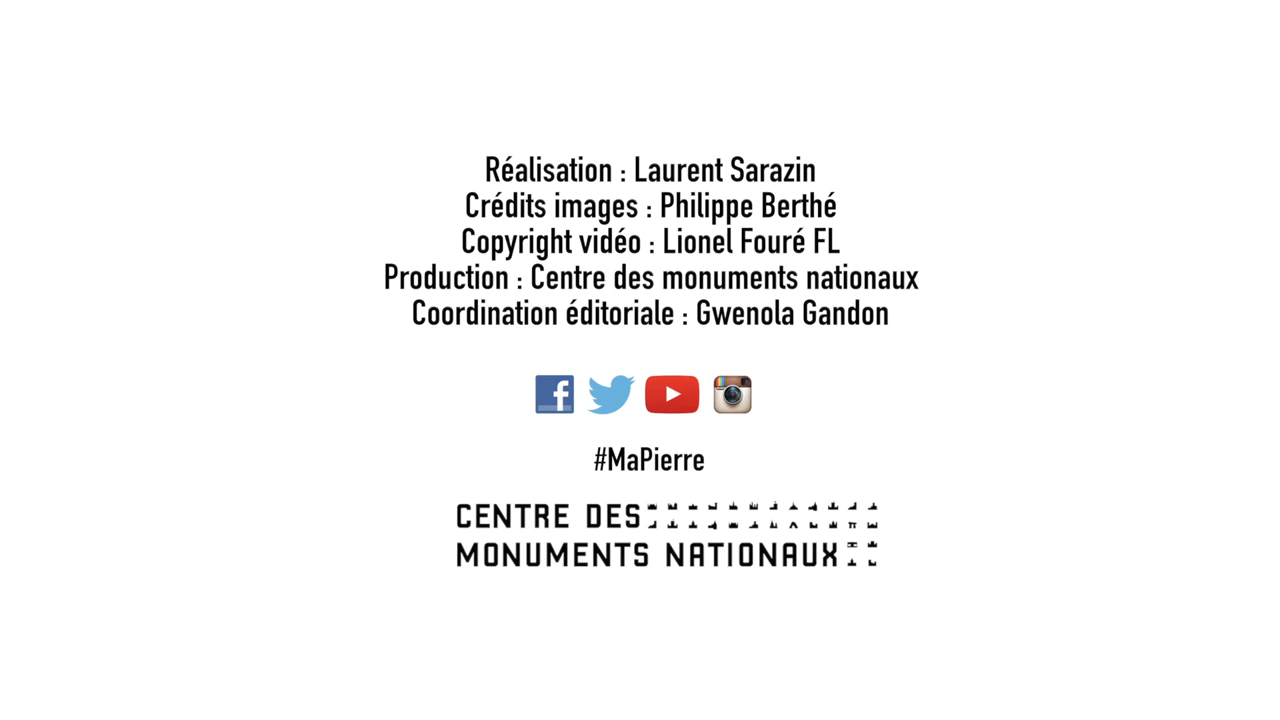 Réalisation : Laurent Sarazin
Crédits images : Philippe Berthé
Copyright vidéo : Lionel Fouré FL
Production : Centre des monuments nationaux
Coordination éditoriale : Gwenola Gandon
#MaPierre
CENTRE DES
MONUMENTS NATIONAUX